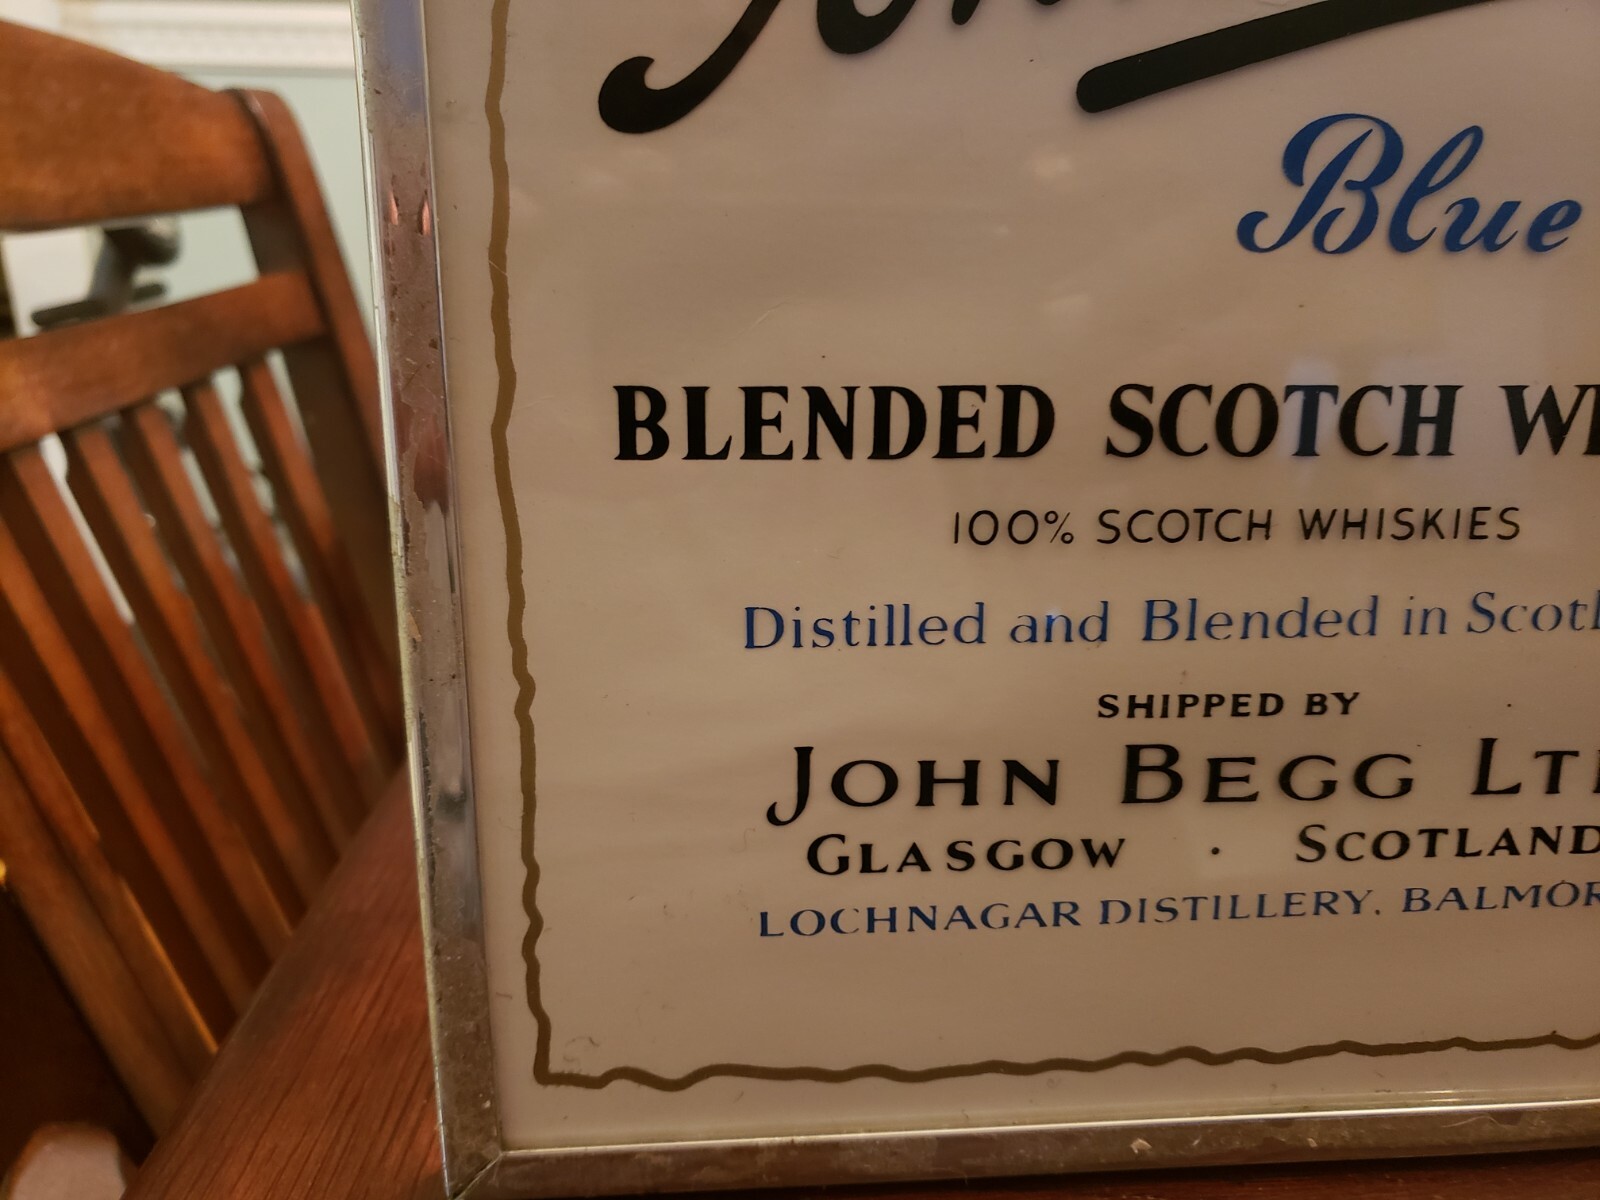 Blue
BLENDED SCOTCH
100% SCOTCH WHISKIES
Distilled and Blended in
SHIPPED BY
JOHN BEGG
GLASGOW · SCOTLAND
LOCHNAGAR DISTILLERY,